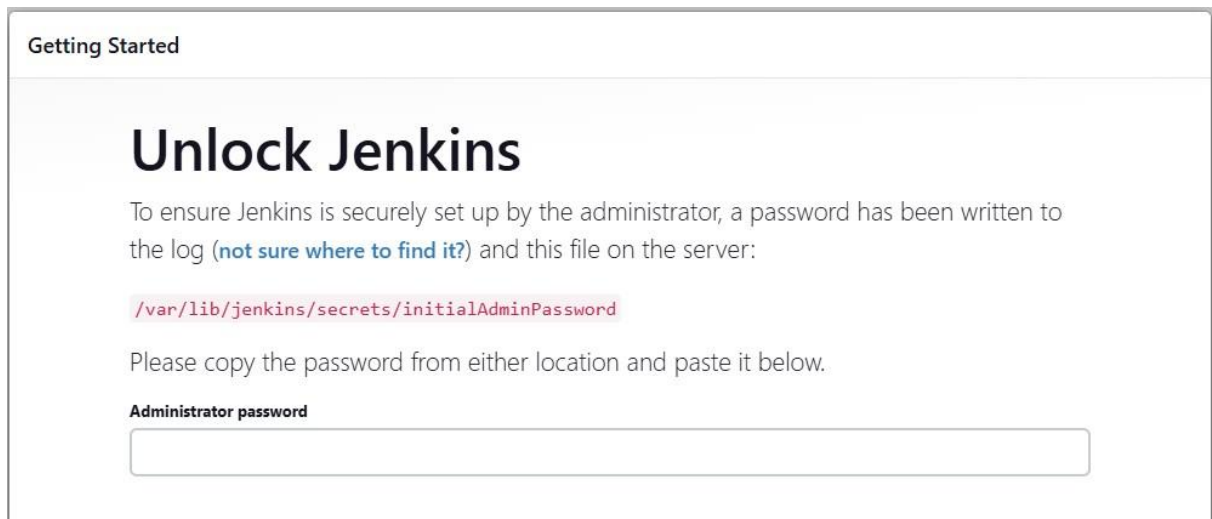 Getting Started
Unlock Jenkins
To ensure Jenkins is securely set up by the administrator, a password has been written to
the log (not sure where to find it?) and this file on the server:
/var/lib/jenkins/secrets/initialAdminPassword
Please copy the password from either location and paste it below.
Administrator password